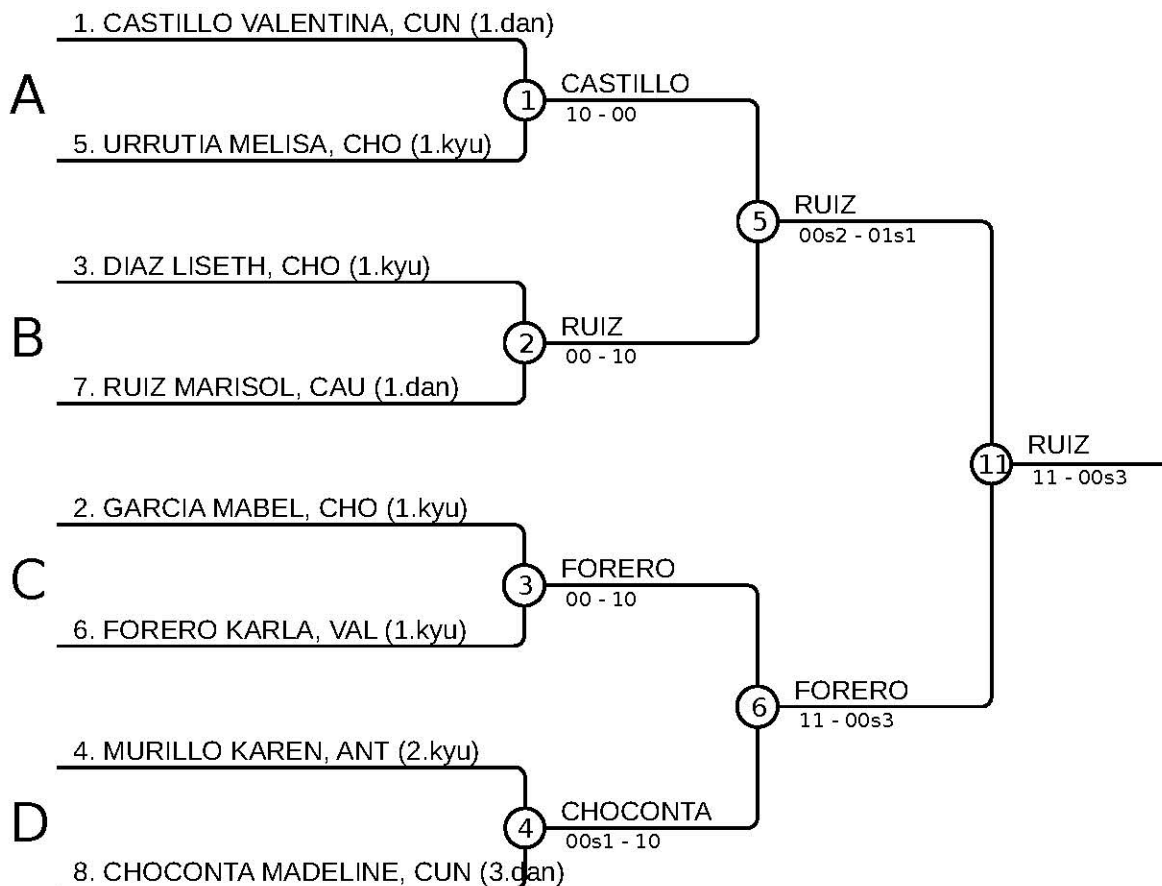 1. CASTILLO VALENTINA, CUN (1.dan)
A
1
CASTILLO
10 - 00
5. URRUTIA MELISA, CHO (1.kyu)
5
RUIZ
00s2 - 01s1
3. DIAZ LISETH, CHO (1.kyu)
B
2
RUIZ
00 - 10
7. RUIZ MARISOL, CAU (1.dan)
11
RUIZ
11 - 00s3
2. GARCIA MABEL, CHO (1.kyu)
C
3
FORERO
00 - 10
6. FORERO KARLA, VAL (1.kyu)
6
FORERO
11 - 00s3
4. MURILLO KAREN, ANT (2.kyu)
D
4
CHOCONTA
00s1 - 10
8. CHOCONTA MADELINE, CUN (3.dan)